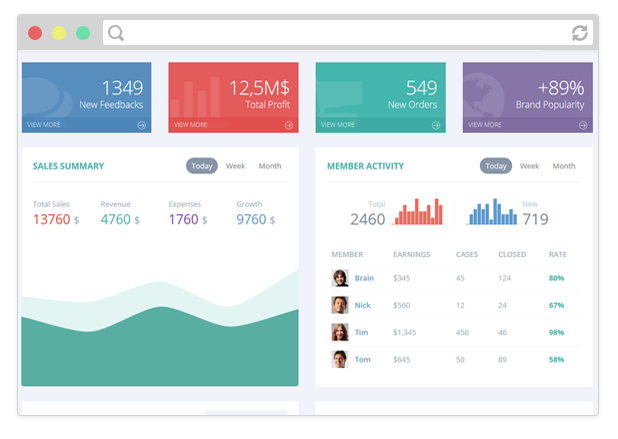 1349
New Feedbacks
VIEW MORE
12,5M$
Total Profit
VIEW MORE
549
New Orders
VIEW MORE
+89%
Brand Popularity
VIEW MORE
SALES SUMMARY
Today Week Month
Total Sales Revenue Expenses Growth
13760 $ 4760 $ 1760 $ 9760 $
MEMBER ACTIVITY
Today Week Month
Total New
2460 719
MEMBER EARNINGS CASES CLOSED RATE
Brain $345 45 124 80%
Nick $560 12 24 67%
Tim $1,345 450 46 98%
Tom $645 50 89 58%